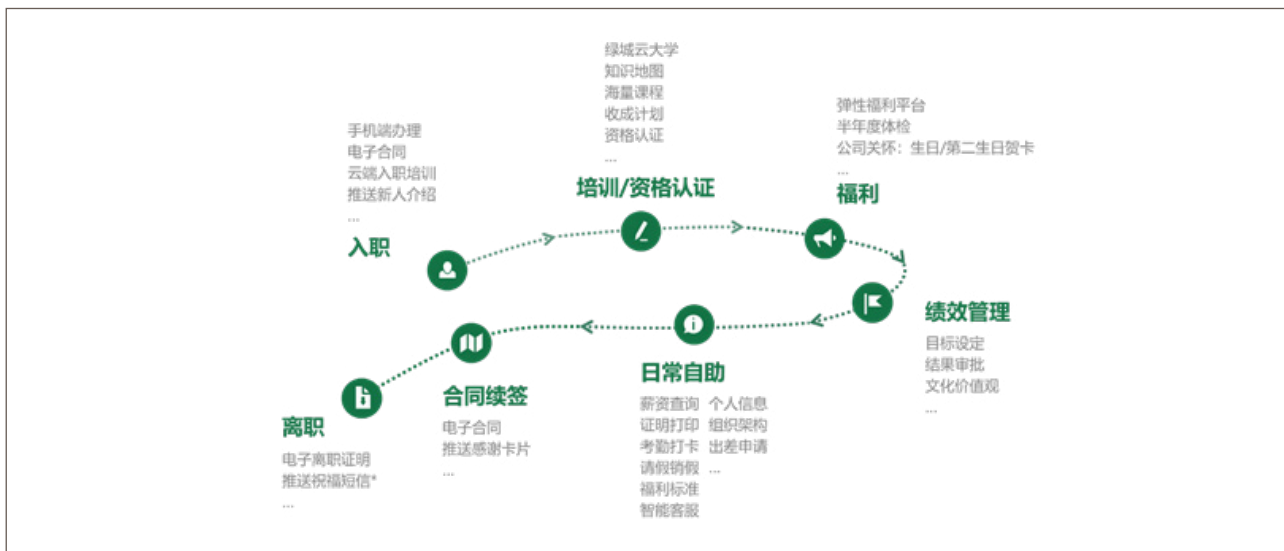 手机端办理
电子合同
云端入职培训
推送新人介绍
...
入职
绿城云大学
知识地图
海量课程
收成计划
资格认证
...
培训/资格认证
弹性福利平台
半年度体检
公司关怀：生日/第二生日贺卡
...
福利
绩效管理
目标设定
结果审批
文化价值观
...
日常自助
薪资查询 个人信息
证明打印 组织架构
考勤打卡 出差申请
请假销假 ...
福利标准
智能客服
合同续签
电子合同
推送感谢卡片
...
离职
电子离职证明
推送祝福短信*
...